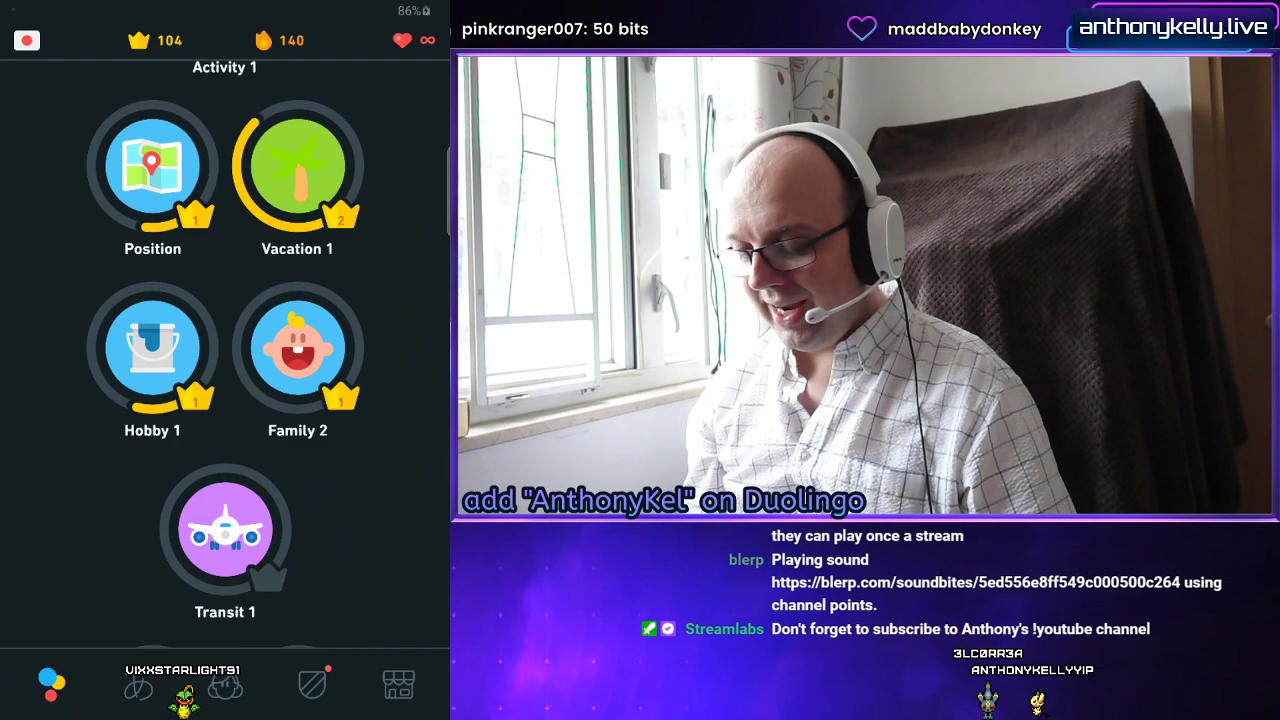 86%
104
140
∞
Activity 1
1
2
Position
Vacation 1
1
1
Hobby 1
Family 2
Transit 1
VIXXSTARLIGHTS1
pinkranger007: 50 bits
maddbabydonkey
anthonykelly.live
add "AnthonyKel" on Duolingo
they can play once a stream
blerp Playing sound
https://blerp.com/soundbites/5ed556e8ff549c000500c264 using
channel points.
Streamlabs Don't forget to subscribe to Anthony's !youtube channel
3LC0RR3A
ANTHONYKELLYYIP